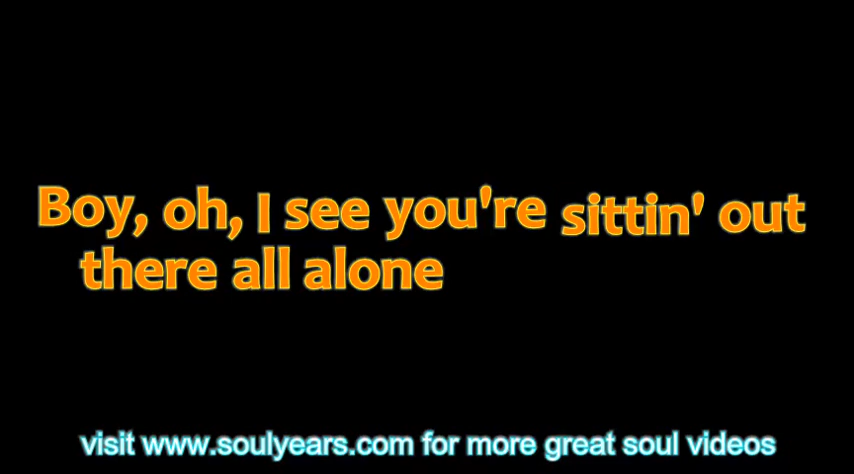 Boy, oh, I see you're sittin' out
there all alone
visit www.soulyears.com for more great soul videos